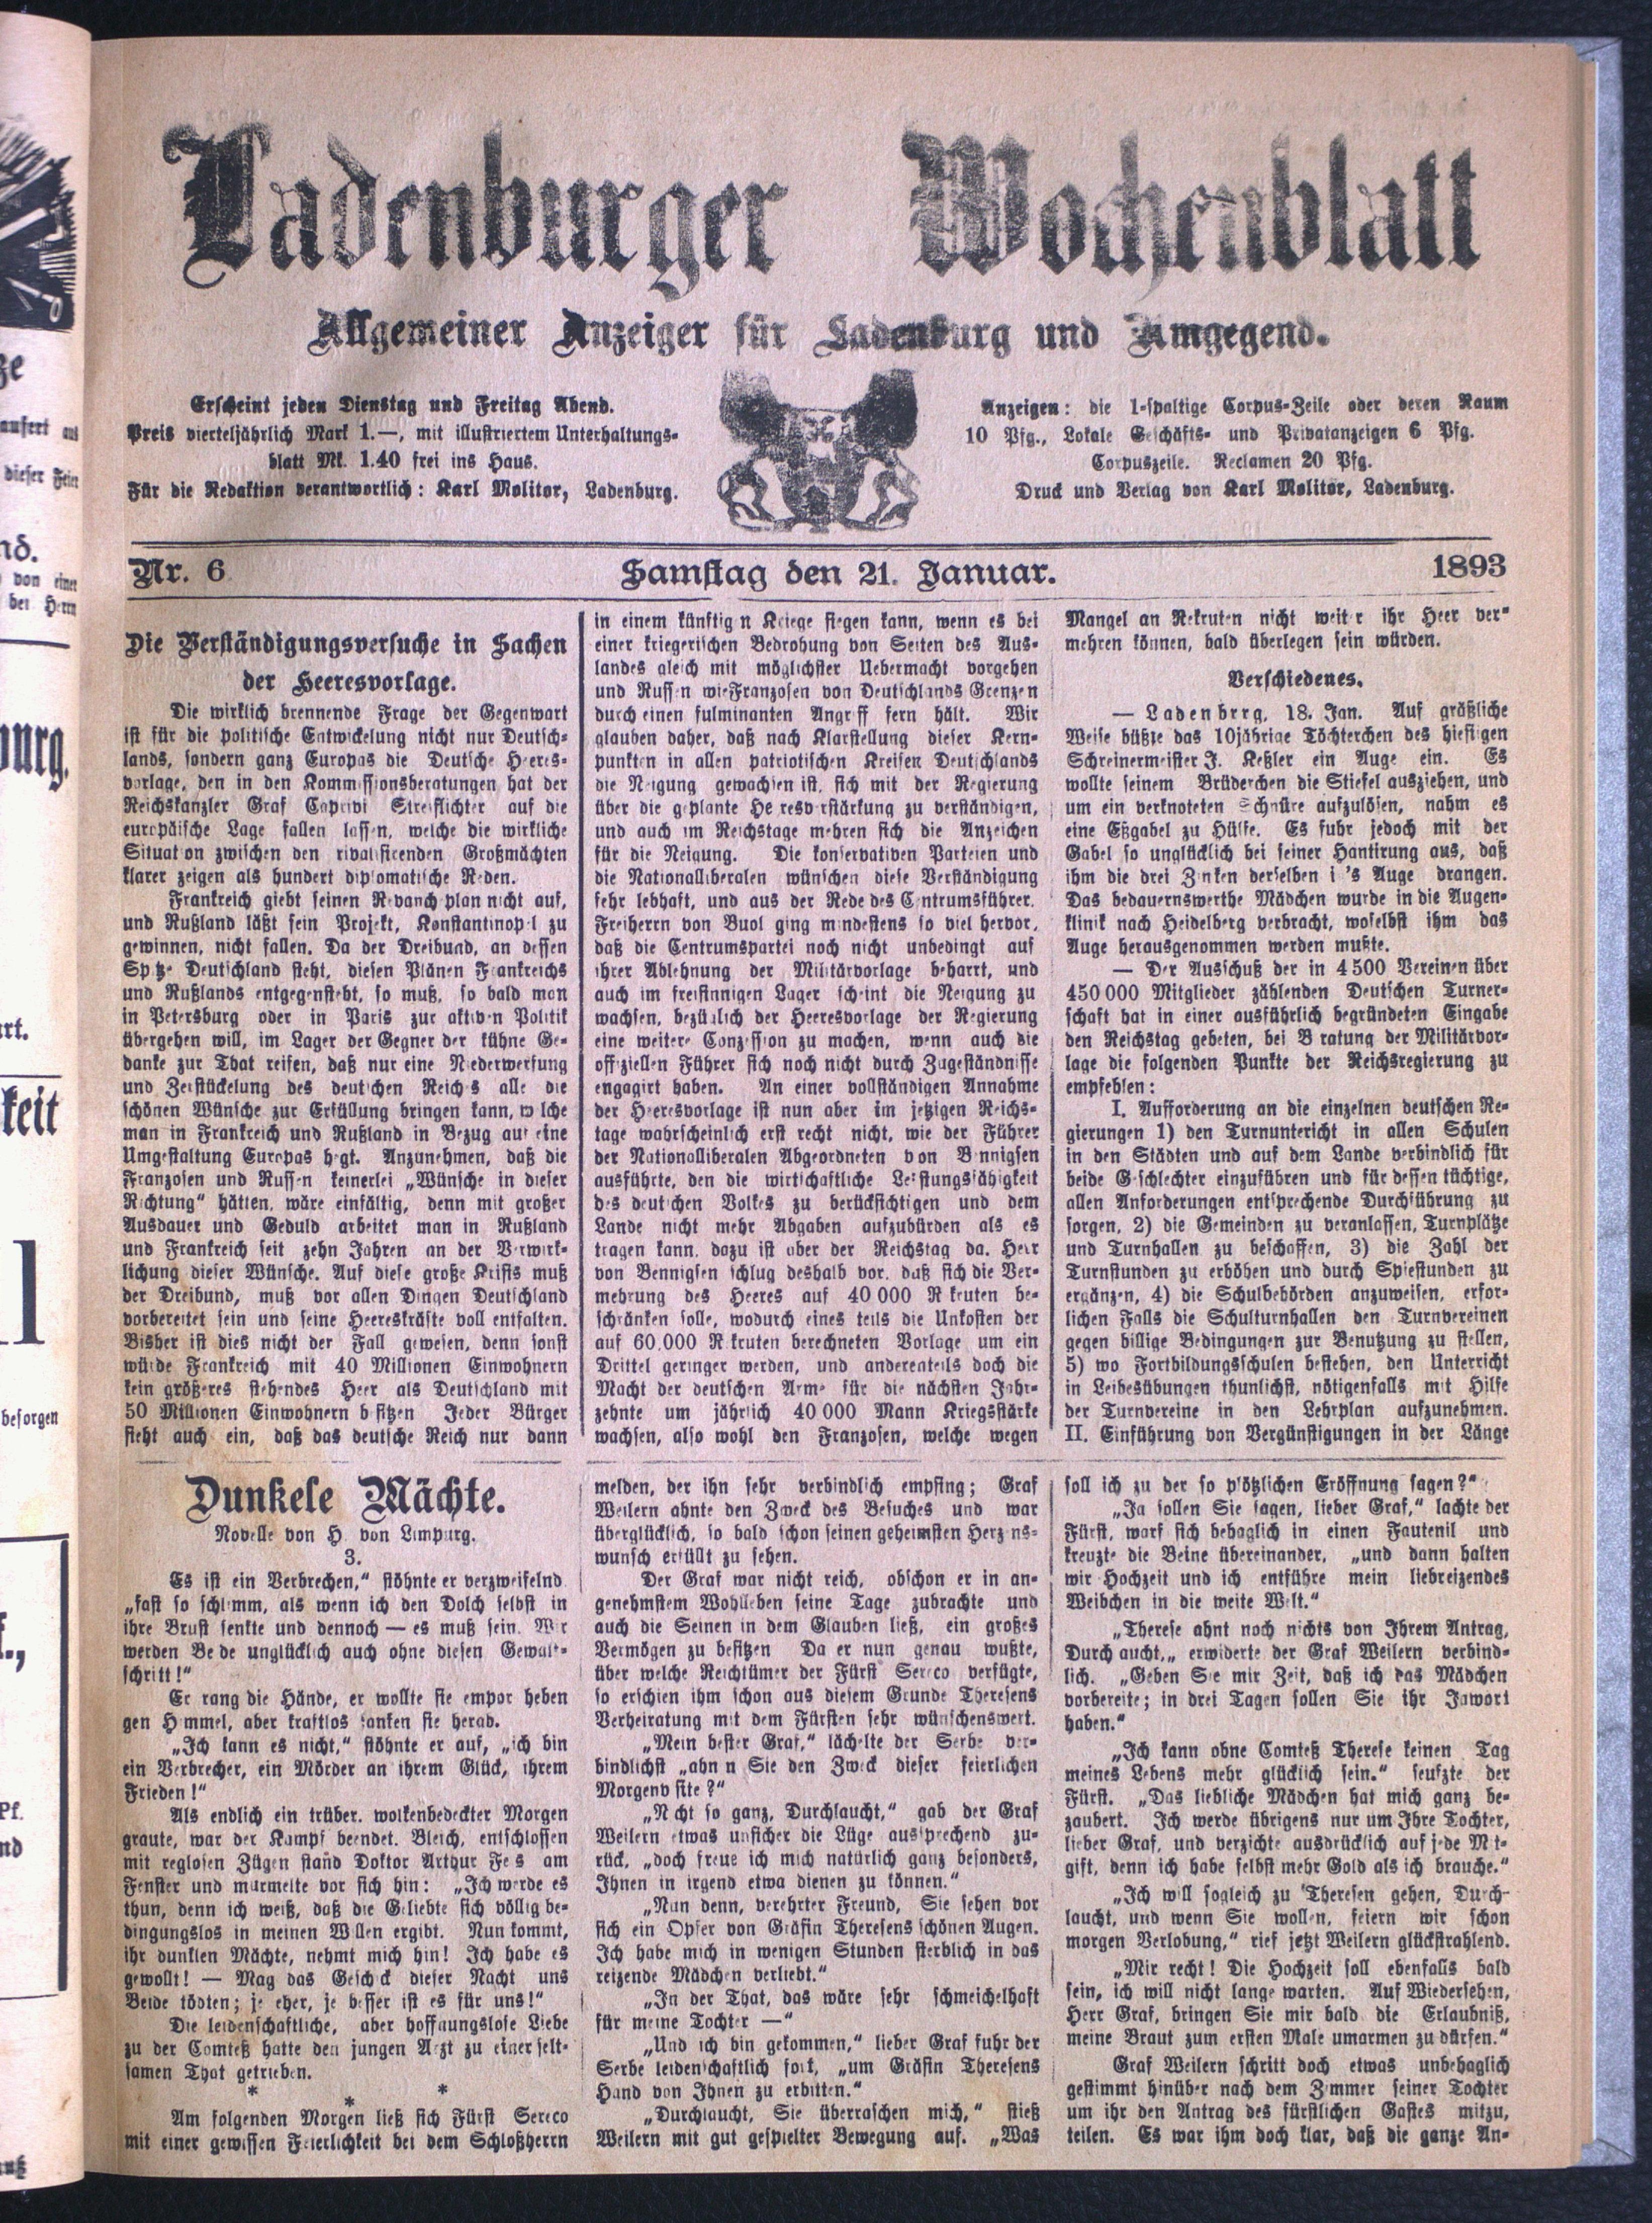 Ladenburger Wochenblatt
Allgemeiner Anzeiger für Ladenburg und Umgegend.
Erscheint jeden Dienstag und Freitag Abend.
Preis vierteljährlich Mark 1.—, mit illustriertem Unterhaltungs-
blatt Mk. 1.40 frei ins Haus.
Für die Redaktion verantwortlich: Karl Molitor, Ladenburg.
Anzeigen: die 1-spaltige Corpus-Zeile oder deren Raum
10 Pfg., Lokale Geschäfts- und Privatanzeigen 6 Pfg.
Corpuszeile. Reclamen 20 Pfg.
Druck und Verlag von Karl Molitor, Ladenburg.
Nr. 6
Samstag den 21. Januar.
1893
Die Verständigungsversuche in Sachen
der Heeresvorlage.
Die wirklich brennende Frage der Gegenwart
ist für die politische Entwickelung nicht nur Deutsch-
lands, sondern ganz Europas die Deutsche Heeres-
vorlage, den in den Kommissionsberatungen hat der
Reichskanzler Graf Caprivi Streiflichter auf die
europäische Lage fallen lassen, welche die wirkliche
Situat on zwischen den rivalisirenden Großmächten
klarer zeigen als hundert diplomatische Reden.
Frankreich giebt seinen Revanch plan nicht auf,
und Rußland läßt sein Projekt, Konstantinopel zu
gewinnen, nicht fallen. Da der Dreibund, an dessen
Spitze Deutschland steht, diesen Plänen Frankreichs
und Rußlands entgegensteht, so muß, so bald man
in Petersburg oder in Paris zur aktiven Politik
übergehen will, im Lager der Gegner der kühne Ge-
danke zur That reifen, daß nur eine Niederwerfung
und Zerstückelung des deutschen Reichs alle die
schönen Wünsche zur Erfüllung bringen kann, w lche
man in Frankreich und Rußland in Bezug auf eine
Umgestaltung Europas hegt. Anzunehmen, daß die
Franzosen und Russen keinerlei „Wünsche in dieser
Richtung“ hätten, wäre einfältig, denn mit großer
Ausdauer und Geduld arbeitet man in Rußland
und Frankreich seit zehn Jahren an der Verwirk-
lichung dieser Wünsche. Auf diese große Krisis muß
der Dreibund, muß vor allen Dingen Deutschland
vorbereitet sein und seine Heereskräfte voll entfalten.
Bisher ist dies nicht der Fall gewesen, denn sonst
würde Frankreich mit 40 Millionen Einwohnern
kein größeres stehendes Heer als Deutschland mit
50 Millionen Einwohnern b sitzen Jeder Bürger
sieht auch ein, daß das deutsche Reich nur dann
in einem künftig n Kriege siegen kann, wenn es bei
einer kriegerischen Bedrohung von Seiten des Aus-
landes gleich mit möglichster Uebermacht vorgehen
und Russ n wieFranzosen von Deutschlands Grenzen
durch einen fulminanten Angr ff fern hält. Wir
glauben daher, daß nach Klarstellung dieser Kern-
punkten in allen patriotischen Kreisen Deutschlands
die Neigung gewachsen ist, sich mit der Regierung
über die geplante He resv rstärkung zu verständigen,
und auch im Reichstage mehren sich die Anzeichen
für die Neigung. Die konservativen Parteien und
die Nationalliberalen wünschen diese Verständigung
sehr lebhaft, und aus der Rede des Centrumsführer.
Freiherrn von Buol ging mindestens so viel hervor,
daß die Centrumspartei noch nicht unbedingt auf
ihrer Ablehnung der Militärvorlage beharrt, und
auch im freisinnigen Lager scheint die Neigung zu
wachsen, bezüglich der Heeresvorlage der Regierung
eine weitere Conzession zu machen, wenn auch die
offiziellen Führer sich noch nicht durch Zugeständnisse
engagirt haben. An einer vollständigen Annahme
der Heeresvorlage ist nun aber im jetzigen Reichs-
tage wahrscheinlich erst recht nicht, wie der Führer
der Nationalliberalen Abgeordneten von Bennigsen
ausführte, den die wirtschaftliche Leistungsfähigkeit
des deutschen Volkes zu berücksichtigen und dem
Lande nicht mehr Abgaben aufzubürden als es
tragen kann, dazu ist aber der Reichstag da. Herr
von Bennigsen schlug deshalb vor, daß sich die Ver-
mehrung des Heeres auf 40 000 R kruten be-
schränken solle, wodurch eines teils die Unkosten der
auf 60,000 R kruten berechneten Vorlage um ein
Drittel geringer werden, und anderenteils doch die
Macht der deutschen Armee für die nächsten Jahr-
zehnte um jährlich 40 000 Mann Kriegsstärke
wachsen, also wohl den Franzosen, welche wegen
Mangel an Rekruten nicht weit r ihr Heer ver-
mehren können, bald überlegen sein würden.
Verschiedenes.
— Ladenbrrg, 18. Jan. Auf gräßliche
Weise büßte das 10jährige Töchterchen des hiesigen
Schreinermeister J. Keßler ein Auge ein. Es
wollte seinem Brüderchen die Stiefel ausziehen, und
um ein verknoteten Schnüre aufzulösen, nahm es
eine Eßgabel zu Hülfe. Es fuhr jedoch mit der
Gabel so unglücklich bei seiner Hantirung aus, daß
ihm die drei Zinken derselben i 's Auge drangen.
Das bedauernswerthe Mädchen wurde in die Augen-
klinik nach Heidelberg verbracht, woselbst ihm das
Auge herausgenommen werden mußte.
— Der Ausschuß der in 4 500 Vereinen über
450 000 Mitglieder zählenden Deutschen Turner-
schaft hat in einer ausführlich begründeten Eingabe
den Reichstag gebeten, bei B ratung der Militärvor-
lage die folgenden Punkte der Reichsregierung zu
empfehlen:
I. Aufforderung an die einzelnen deutschen Re-
gierungen 1) den Turnuntericht in allen Schulen
in den Städten und auf dem Lande verbindlich für
beide G schlechter einzuführen und für dessen tüchtige,
allen Anforderungen entsprechende Durchführung zu
sorgen, 2) die Gemeinden zu veranlassen, Turnplätze
und Turnhallen zu beschaffen, 3) die Zahl der
Turnstunden zu erhöhen und durch Spiestunden zu
ergänzen, 4) die Schulbehörden anzuweisen, erfor-
lichen Falls die Schulturnhallen den Turnvereinen
gegen billige Bedingungen zur Benutzung zu stellen,
5) wo Fortbildungsschulen bestehen, den Unterricht
in Leibesübungen thunlichst, nötigenfalls mit Hilfe
der Turnvereine in den Lehrplan aufzunehmen.
II. Einführung von Vergünstigungen in der Länge
Dunkele Mächte.
Novelle von H. von Limpurg.
3.
Es ist ein Verbrechen,“ stöhnte er verzweifelnd
„fast so schlimm, als wenn ich den Dolch selbst in
ihre Brust senkte und dennoch — es muß sein. Wir
werden Be de unglücklich auch ohne diesen Gewalt-
schritt!“
Er rang die Hände, er wollte sie empor heben
gen H mmel, aber kraftlos sanken sie herab.
„Ich kann es nicht,“ stöhnte er auf, „ich bin
ein Verbrecher, ein Mörder an ihrem Glück, ihrem
Frieden!“
Als endlich ein trüber, wolkenbedeckter Morgen
graute, war der Kampf beendet. Bleich, entschlossen
mit reglosen Zügen stand Doktor Arthur Fe s am
Fenster und murmelte vor sich hin: „Ich werde es
thun, denn ich weiß, daß die Geliebte sich völlig be-
dingungslos in meinen Willen ergibt. Nun kommt,
ihr dunklen Mächte, nehmt mich hin! Ich habe es
gewollt! — Mag das Gesch ck dieser Nacht uns
Beide tödten; je eher, je besser ist es für uns!“
Die leidenschaftliche, aber hoffnungslose Liebe
zu der Comteß hatte den jungen Arzt zu einer selt-
samen That getrieben.
* * *
Am folgenden Morgen ließ sich Fürst Sereco
mit einer gewissen Feierlichkeit bei dem Schloßherrn
melden, der ihn sehr verbindlich empfing; Graf
Weilern ahnte den Zweck des Besuches und war
überglücklich, so bald schon seinen geheimsten Herz ns-
wunsch erfüllt zu sehen.
Der Graf war nicht reich, obschon er in an-
genehmstem Wohlleben seine Tage zubrachte und
auch die Seinen in dem Glauben ließ, ein großes
Vermögen zu besitzen Da er nun genau wußte,
über welche Reichtümer der Fürst Sereco verfügte,
so erschien ihm schon aus diesem Grunde Theresens
Verheiratung mit dem Fürsten sehr wünschenswert.
„Mein bester Graf,“ lächelte der Serbe ver-
bindlichst „ahn n Sie den Zweck dieser feierlichen
Morgenv site?“
„N cht so ganz, Durchlaucht,“ gab der Graf
Weilern etwas unsicher die Lüge aussprechend zu-
rück, „doch freue ich mich natürlich ganz besonders,
Ihnen in irgend etwa dienen zu können.“
„Nun denn, verehrter Freund, Sie sehen vor
sich ein Opfer von Gräfin Theresens schönen Augen.
Ich habe mich in wenigen Stunden sterblich in das
reizende Mädchen verliebt.“
„In der That, das wäre sehr schmeichelhaft
für meine Tochter —“
„Und ich bin gekommen,“ lieber Graf fuhr der
Serbe leidenschaftlich fort, „um Gräfin Theresens
Hand von Ihnen zu erbitten.“
„Durchlaucht, Sie überraschen mich,“ stieß
Weilern mit gut gespielter Bewegung auf. „Was
soll ich zu der so plötzlichen Eröffnung sagen?“
„Ja sollen Sie sagen, lieber Graf,“ lachte der
Fürst, warf sich behaglich in einen Fautenil und
kreuzte die Beine übereinander, „und dann halten
wir Hochzeit und ich entführe mein liebreizendes
Weibchen in die weite Welt.“
„Therese ahnt noch nichts von Ihrem Antrag,
Durch aucht,„ erwiderte der Graf Weilern verbind-
lich. „Geben Sie mir Zeit, daß ich das Mädchen
vorbereite; in drei Tagen sollen Sie ihr Jawort
haben.“
„Ich kann ohne Comteß Therese keinen Tag
meines Lebens mehr glücklich sein.“ seufzte der
Fürst. „Das liebliche Mädchen hat mich ganz be-
zaubert. Ich werde übrigens nur um Ihre Tochter,
lieber Graf, und verzichte ausdrücklich auf jede Mit-
gift, denn ich habe selbst mehr Gold als ich brauche.“
„Ich will sogleich zu Theresen gehen, Durch-
laucht, und wenn Sie wollen, feiern wir schon
morgen Verlobung,“ rief jetzt Weilern glückstrahlend.
„Mir recht! Die Hochzeit soll ebenfalls bald
sein, ich will nicht lange warten. Auf Wiedersehen,
Herr Graf, bringen Sie mir bald die Erlaubniß,
meine Braut zum ersten Male umarmen zu dürfen.“
Graf Weilern schritt doch etwas unbehaglich
gestimmt hinüber nach dem Zimmer seiner Tochter
um ihr den Antrag des fürstlichen Gastes mitzu,
teilen. Es war ihm doch klar, daß die ganze An-